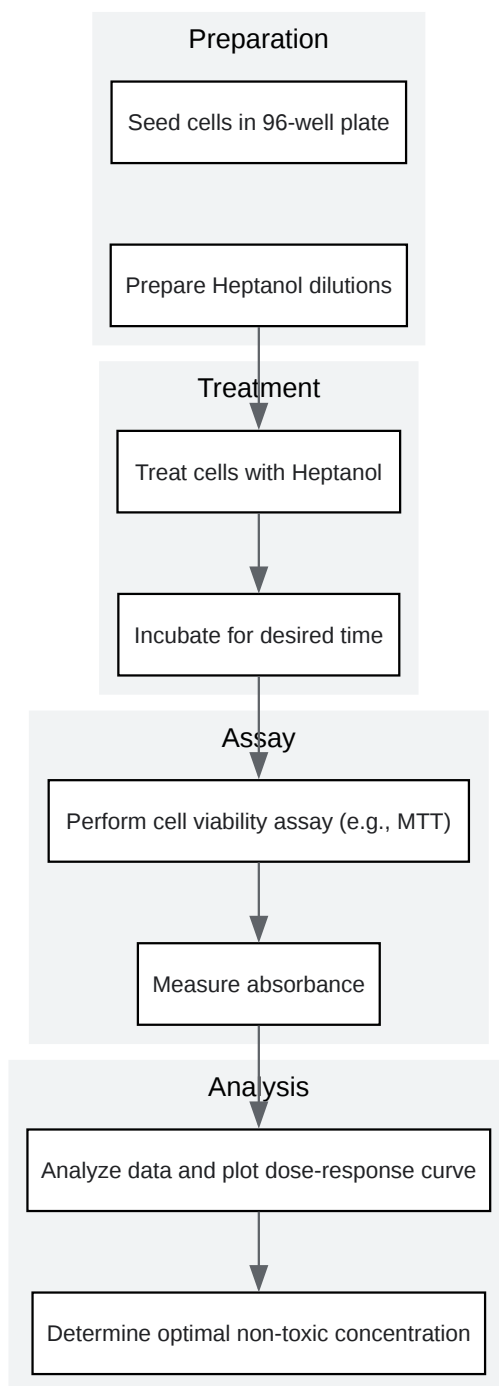 Preparation
Seed cells in 96-well plate
Prepare Heptanol dilutions
Treatment
Treat cells with Heptanol
Incubate for desired time
Assay
Perform cell viability assay (e.g., MTT)
Measure absorbance
Analysis
Analyze data and plot dose-response curve
Determine optimal non-toxic concentration